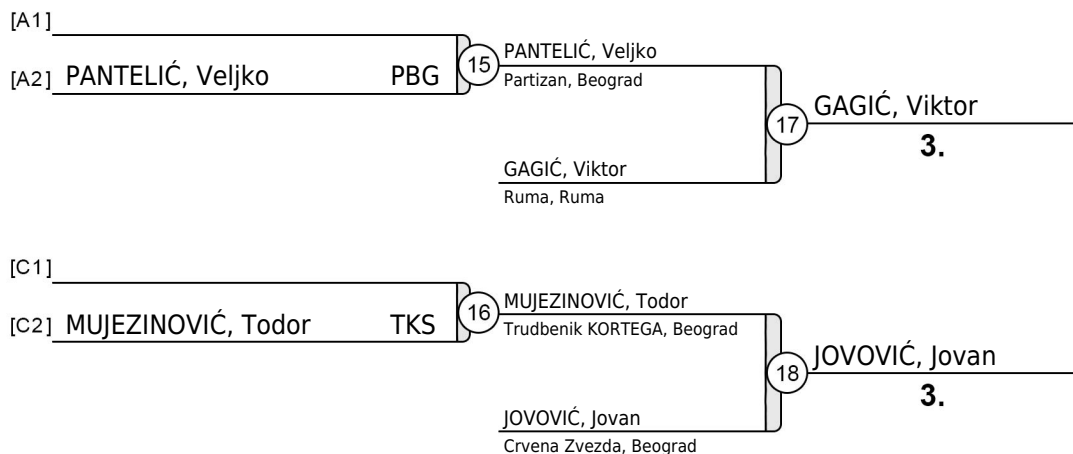 [A1]
[A2] PANTELIĆ, Veljko PBG
15
PANTELIĆ, Veljko
Partizan, Beograd
17
GAGIĆ, Viktor
3.
GAGIĆ, Viktor
Ruma, Ruma
[C1]
[C2] MUJEZINOVIĆ, Todor TKS
16
MUJEZINOVIĆ, Todor
Trudbenik KORTEGA, Beograd
18
JOVOVIĆ, Jovan
3.
JOVOVIĆ, Jovan
Crvena Zvezda, Beograd